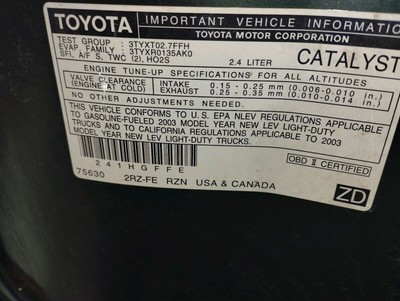 TOYOTA IMPORTANT VEHICLE INFORMATION
TOYOTA MOTOR CORPORATION
TEST GROUP : 3TYXT02.7FFH
EVAP. FAMILY : 3TYXR0135AK0
SFI, A/F S, TWC (2), HO2S 2.4 LITER CATALYST
ENGINE TUNE-UP SPECIFICATIONS FOR ALL ALTITUDES
VALVE CLEARANCE INTAKE 0.15 - 0.25 mm (0.006-0.010 in.)
(ENGINE AT COLD) EXHAUST 0.25 - 0.35 mm (0.010-0.014 in.)
NO OTHER ADJUSTMENTS NEEDED.
THIS VEHICLE CONFORMS TO U.S. EPA NLEV REGULATIONS APPLICABLE
TO GASOLINE-FUELED 2003 MODEL YEAR NEW LEV LIGHT-DUTY
TRUCKS AND TO CALIFORNIA REGULATIONS APPLICABLE TO 2003
MODEL YEAR NEW LEV LIGHT-DUTY TRUCKS.
OBD II CERTIFIED
241HGFFE
75630 2RZ-FE RZN USA & CANADA ZD